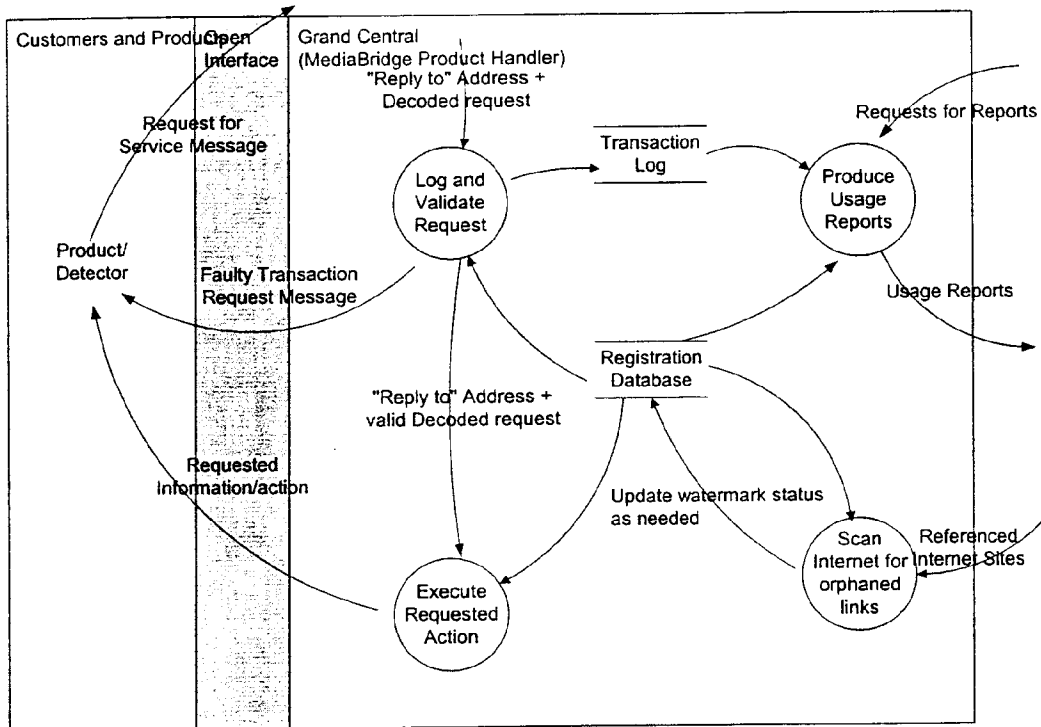 Customers and Products
Open
Interface
Grand Central
(MediaBridge Product Handler)
"Reply to" Address +
Decoded request
Requests for Reports
Request for
Service Message
Transaction
Log
Log and
Validate
Request
Produce
Usage
Reports
Product/
Detector
Faulty Transaction
Request Message
Usage Reports
Registration
Database
"Reply to" Address +
valid Decoded request
Requested
Information/action
Update watermark status
as needed
Scan
Internet for
orphaned
links
Referenced
Internet Sites
Execute
Requested
Action